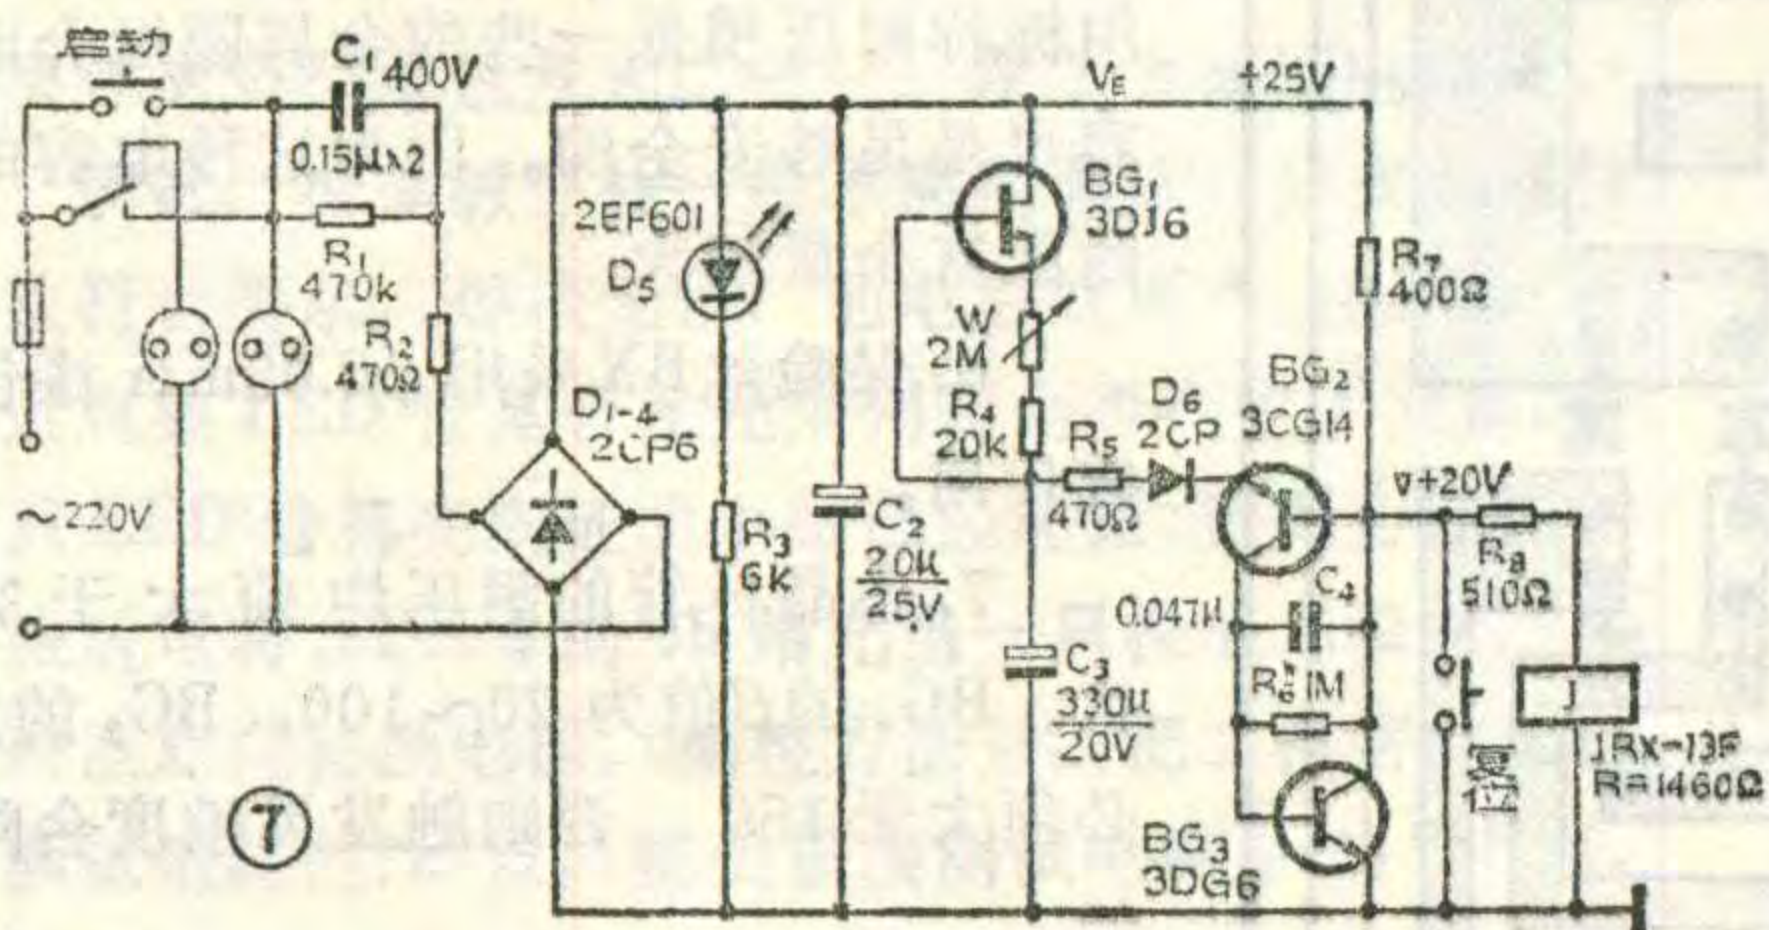 启动
C₁ 400V
0.15μ×2
R₁
470k
R₂
470Ω
~220V
D₁₋₄
2CP6
2EF601
D₅
R₃
6K
C₂
20μ
25V
V_E +25V
BG₁
3DJ6
W
2M
R₄
20k
R₅
470Ω
D₆
2CP
BG₂
3CG14
R₇
400Ω
▽+20V
R₈
510Ω
C₃
330μ
20V
0.047μ
C₄
R₆* 1M
BG₃
3DG6
复位
J
JRX-13F
R=1460Ω
⑦